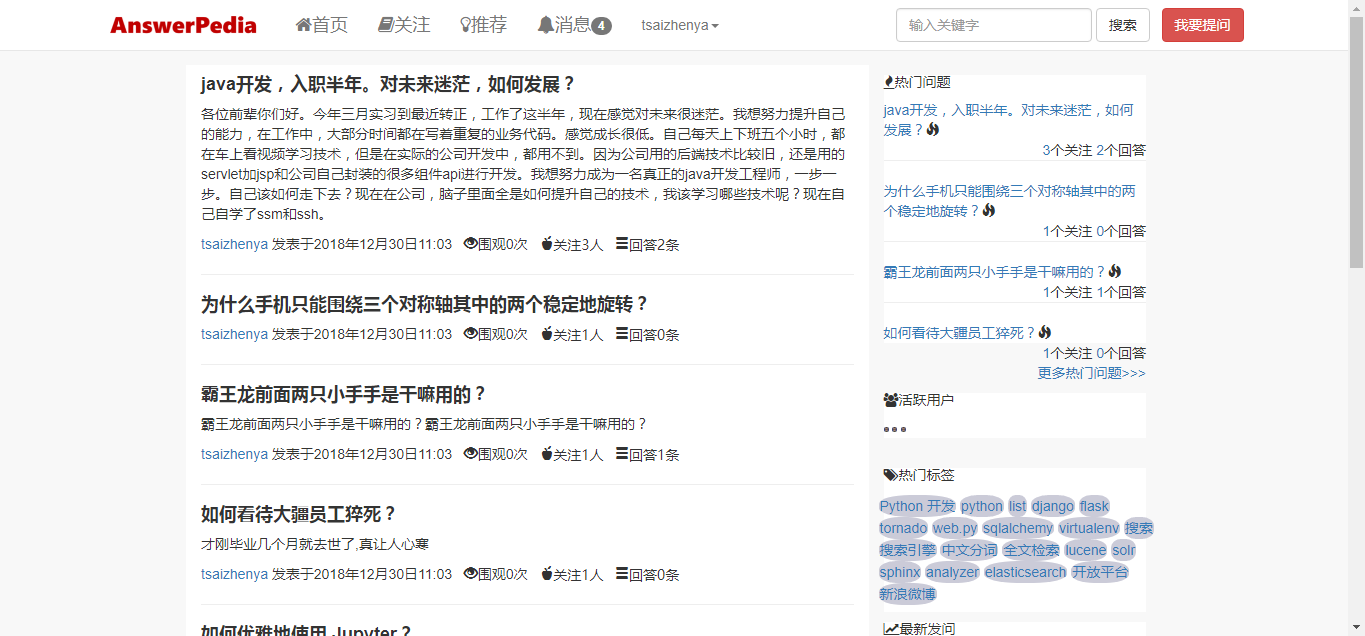 AnswerPedia 首页 关注 推荐 消息 4 tsaizhenya 输入关键字 搜索 我要提问
java开发，入职半年。对未来迷茫，如何发展？
各位前辈你们好。今年三月实习到最近转正，工作了这半年，现在感觉对未来很迷茫。我想努力提升自己
的能力，在工作中，大部分时间都在写着重复的业务代码。感觉成长很低。自己每天上下班五个小时，都
在车上看视频学习技术，但是在实际的公司开发中，都用不到。因为公司用的后端技术比较旧，还是用的
servlet加jsp和公司自己封装的很多组件api进行开发。我想努力成为一名真正的java开发工程师，一步一
步。自己该如何走下去？现在在公司，脑子里面全是如何提升自己的技术，我该学习哪些技术呢？现在自
己自学了ssm和ssh。
tsaizhenya 发表于2018年12月30日11:03 围观0次 关注3人 回答2条
为什么手机只能围绕三个对称轴其中的两个稳定地旋转？
tsaizhenya 发表于2018年12月30日11:03 围观0次 关注1人 回答0条
霸王龙前面两只小手手是干嘛用的？
霸王龙前面两只小手手是干嘛用的？霸王龙前面两只小手手是干嘛用的？
tsaizhenya 发表于2018年12月30日11:03 围观0次 关注1人 回答1条
如何看待大疆员工猝死？
才刚毕业几个月就去世了,真让人心寒
tsaizhenya 发表于2018年12月30日11:03 围观0次 关注1人 回答0条
如何优雅地使用 Jupyter？
热门问题
java开发，入职半年。对未来迷茫，如何
发展？
3个关注 2个回答
为什么手机只能围绕三个对称轴其中的两
个稳定地旋转？
1个关注 0个回答
霸王龙前面两只小手手是干嘛用的？
1个关注 1个回答
如何看待大疆员工猝死？
1个关注 0个回答
更多热门问题>>>
活跃用户
热门标签
Python 开发 python list django flask
tornado web.py sqlalchemy virtualenv 搜索
搜索引擎 中文分词 全文检索 lucene solr
sphinx analyzer elasticsearch 开放平台
新浪微博
最新发问